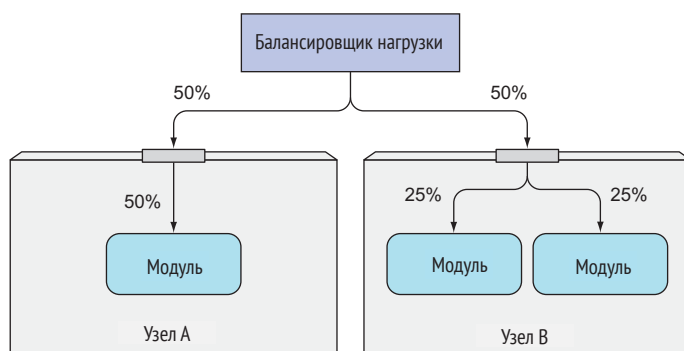 Балансировщик нагрузки
50%
50%
50%
25%
25%
Модуль
Модуль
Модуль
Узел A
Узел B